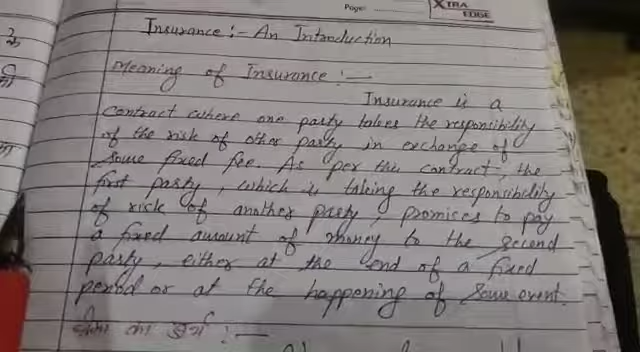 Page:
XTRA EDGE
Insurance :- An Introduction
Meaning of Insurance :-
Insurance is a
contract where one party takes the responsibility
of the risk of other party in exchange of
some fixed fee. As per this contract, the
first party, which is taking the responsibility
of risk of another party, promises to pay
a fixed amount of money to the second
party, either at the end of a fixed
period or at the happening of some event.
बीमा का अर्थ :-